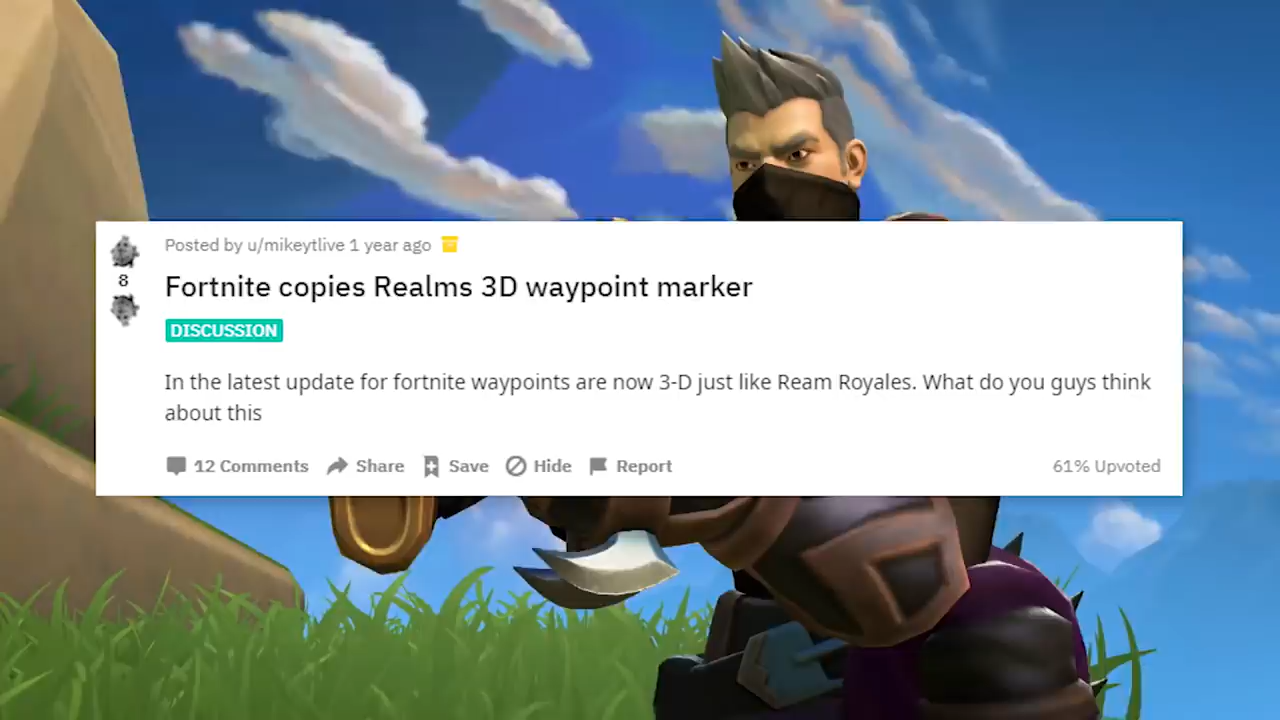 Posted by u/mikeytlive 1 year ago
8
Fortnite copies Realms 3D waypoint marker
DISCUSSION
In the latest update for fortnite waypoints are now 3-D just like Ream Royales. What do you guys think
about this
12 Comments Share Save Hide Report 61% Upvoted